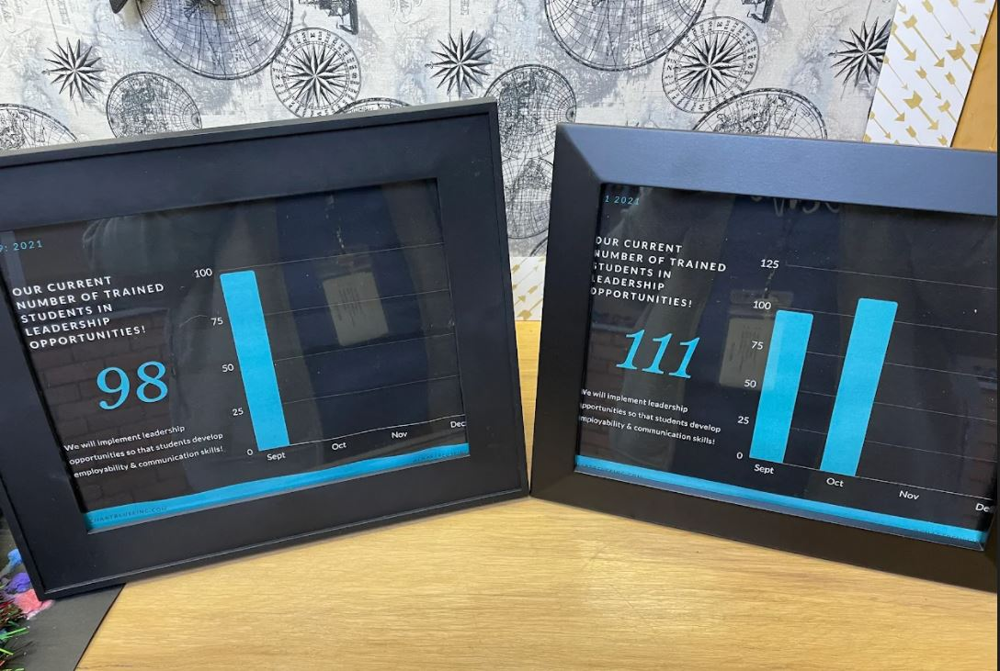 9: 2021
OUR CURRENT
NUMBER OF TRAINED
STUDENTS IN
LEADERSHIP
OPPORTUNITIES!
98
We will implement leadership
opportunities so that students develop
employability & communication skills!
100
75
50
25
0
Sept
Oct
Nov
Dec
1 2021
OUR CURRENT
NUMBER OF TRAINED
STUDENTS IN
LEADERSHIP
OPPORTUNITIES!
111
We will implement leadership
opportunities so that students develop
employability & communication skills!
125
100
75
50
25
0
Sept
Oct
Nov
De